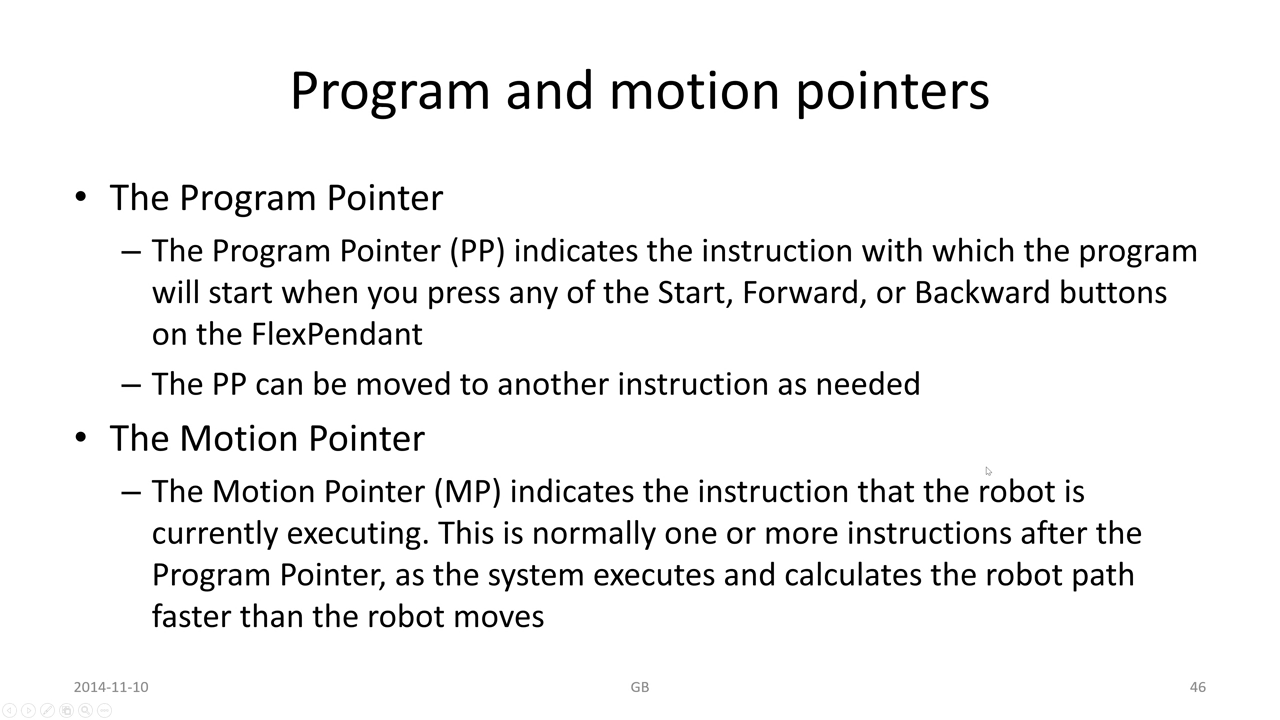 Program and motion pointers
• The Program Pointer
– The Program Pointer (PP) indicates the instruction with which the program
will start when you press any of the Start, Forward, or Backward buttons
on the FlexPendant
– The PP can be moved to another instruction as needed
• The Motion Pointer
– The Motion Pointer (MP) indicates the instruction that the robot is
currently executing. This is normally one or more instructions after the
Program Pointer, as the system executes and calculates the robot path
faster than the robot moves
2014-11-10 GB 46